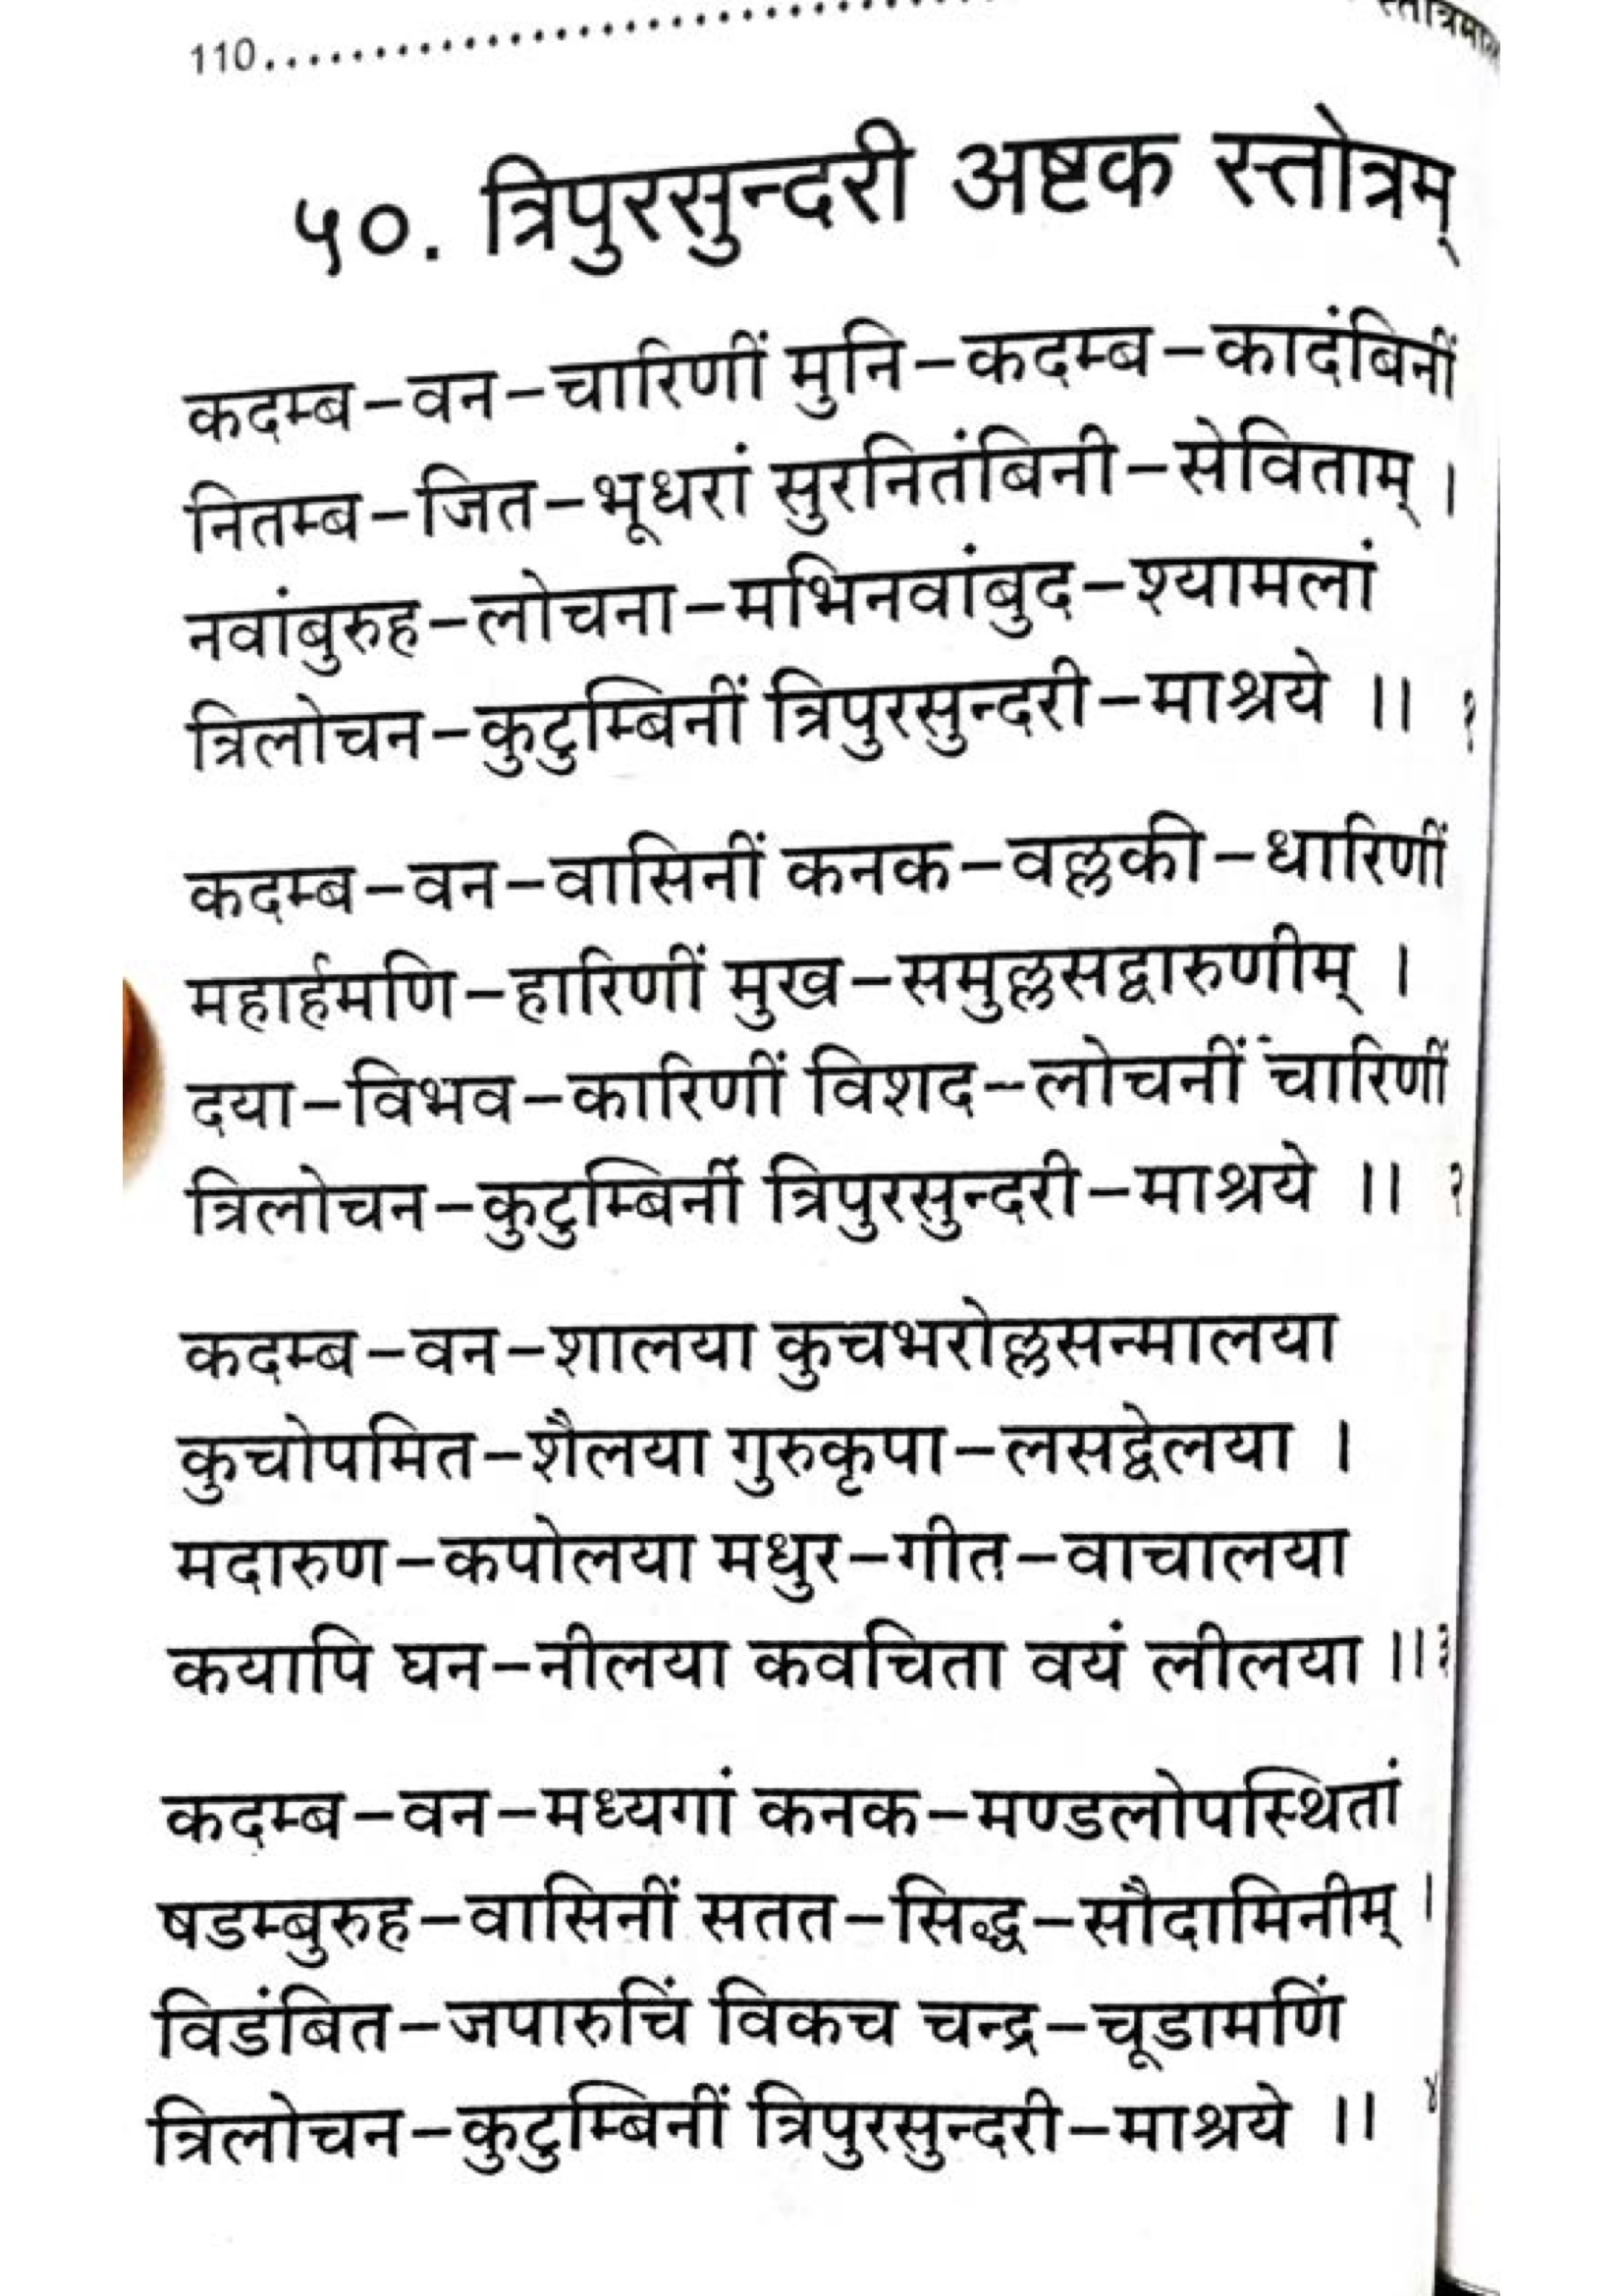 110
५०. त्रिपुरसुन्दरी अष्टक स्तोत्रम्
कदम्ब-वन-चारिणीं मुनि-कदम्ब-कादंबिनीं
नितम्ब-जित-भूधरां सुरनितंबिनी-सेविताम् ।
नवांबुरुह-लोचना-मभिनवांबुद-श्यामलां
त्रिलोचन-कुटुम्बिनीं त्रिपुरसुन्दरी-माश्रये ।। १
कदम्ब-वन-वासिनीं कनक-वल्लकी-धारिणीं
महार्हमणि-हारिणीं मुख-समुल्लसद्वारुणीम् ।
दया-विभव-कारिणीं विशद-लोचनीं चारिणीं
त्रिलोचन-कुटुम्बिनीं त्रिपुरसुन्दरी-माश्रये ।। २
कदम्ब-वन-शालया कुचभरोल्लसन्मालया
कुचोपमित-शैलया गुरुकृपा-लसद्वेलया ।
मदारुण-कपोलया मधुर-गीत-वाचालया
कयापि घन-नीलया कवचिता वयं लीलया ।। ३
कदम्ब-वन-मध्यगां कनक-मण्डलोपस्थितां
षडम्बुरुह-वासिनीं सतत-सिद्ध-सौदामिनीम् ।
विडंबित-जपारुचिं विकच चन्द्र-चूडामणिं
त्रिलोचन-कुटुम्बिनीं त्रिपुरसुन्दरी-माश्रये ।। ४